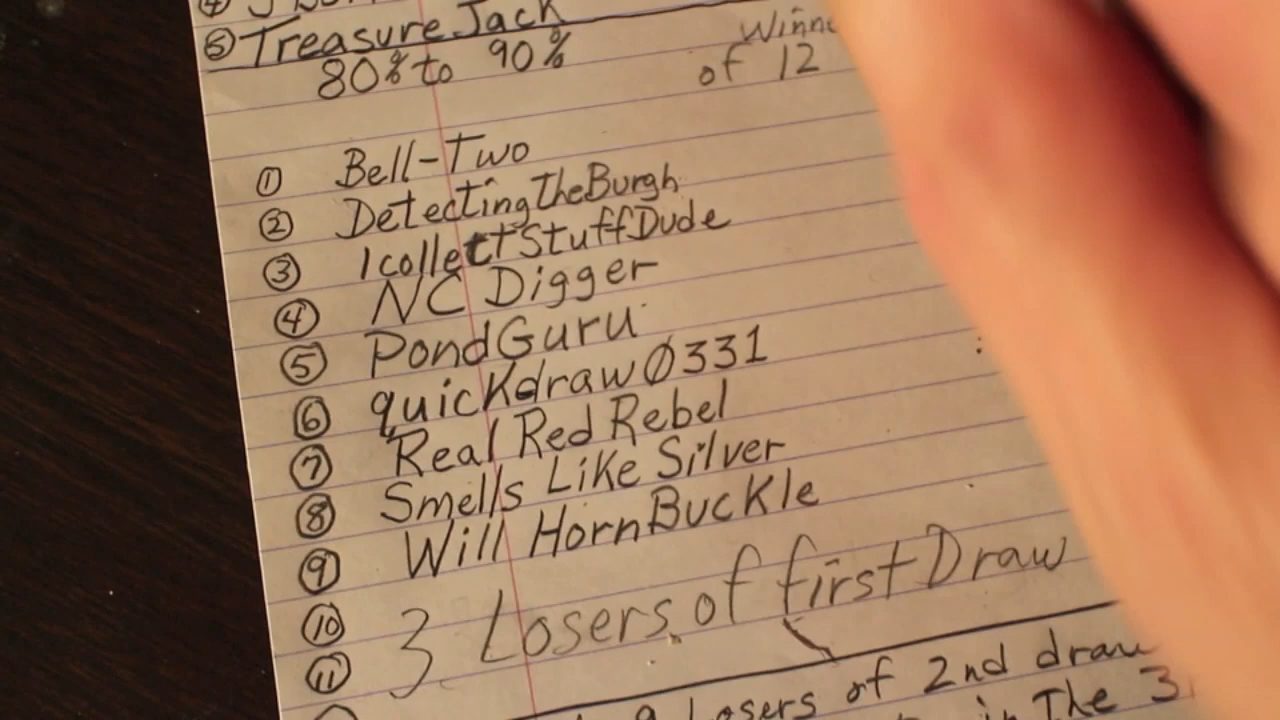 ⑤ Treasure Jack
80% to 90%
of 12
① Bell-Two
② DetectingTheBurgh
③ IcollectStuffDude
④ NC Digger
⑤ PondGuru
⑥ quickdraw0331
⑦ Real Red Rebel
⑧ Smells Like Silver
⑨ Will HornBuckle
⑩
⑪ 3 Losers of first Draw
Losers of 2nd draw
in The